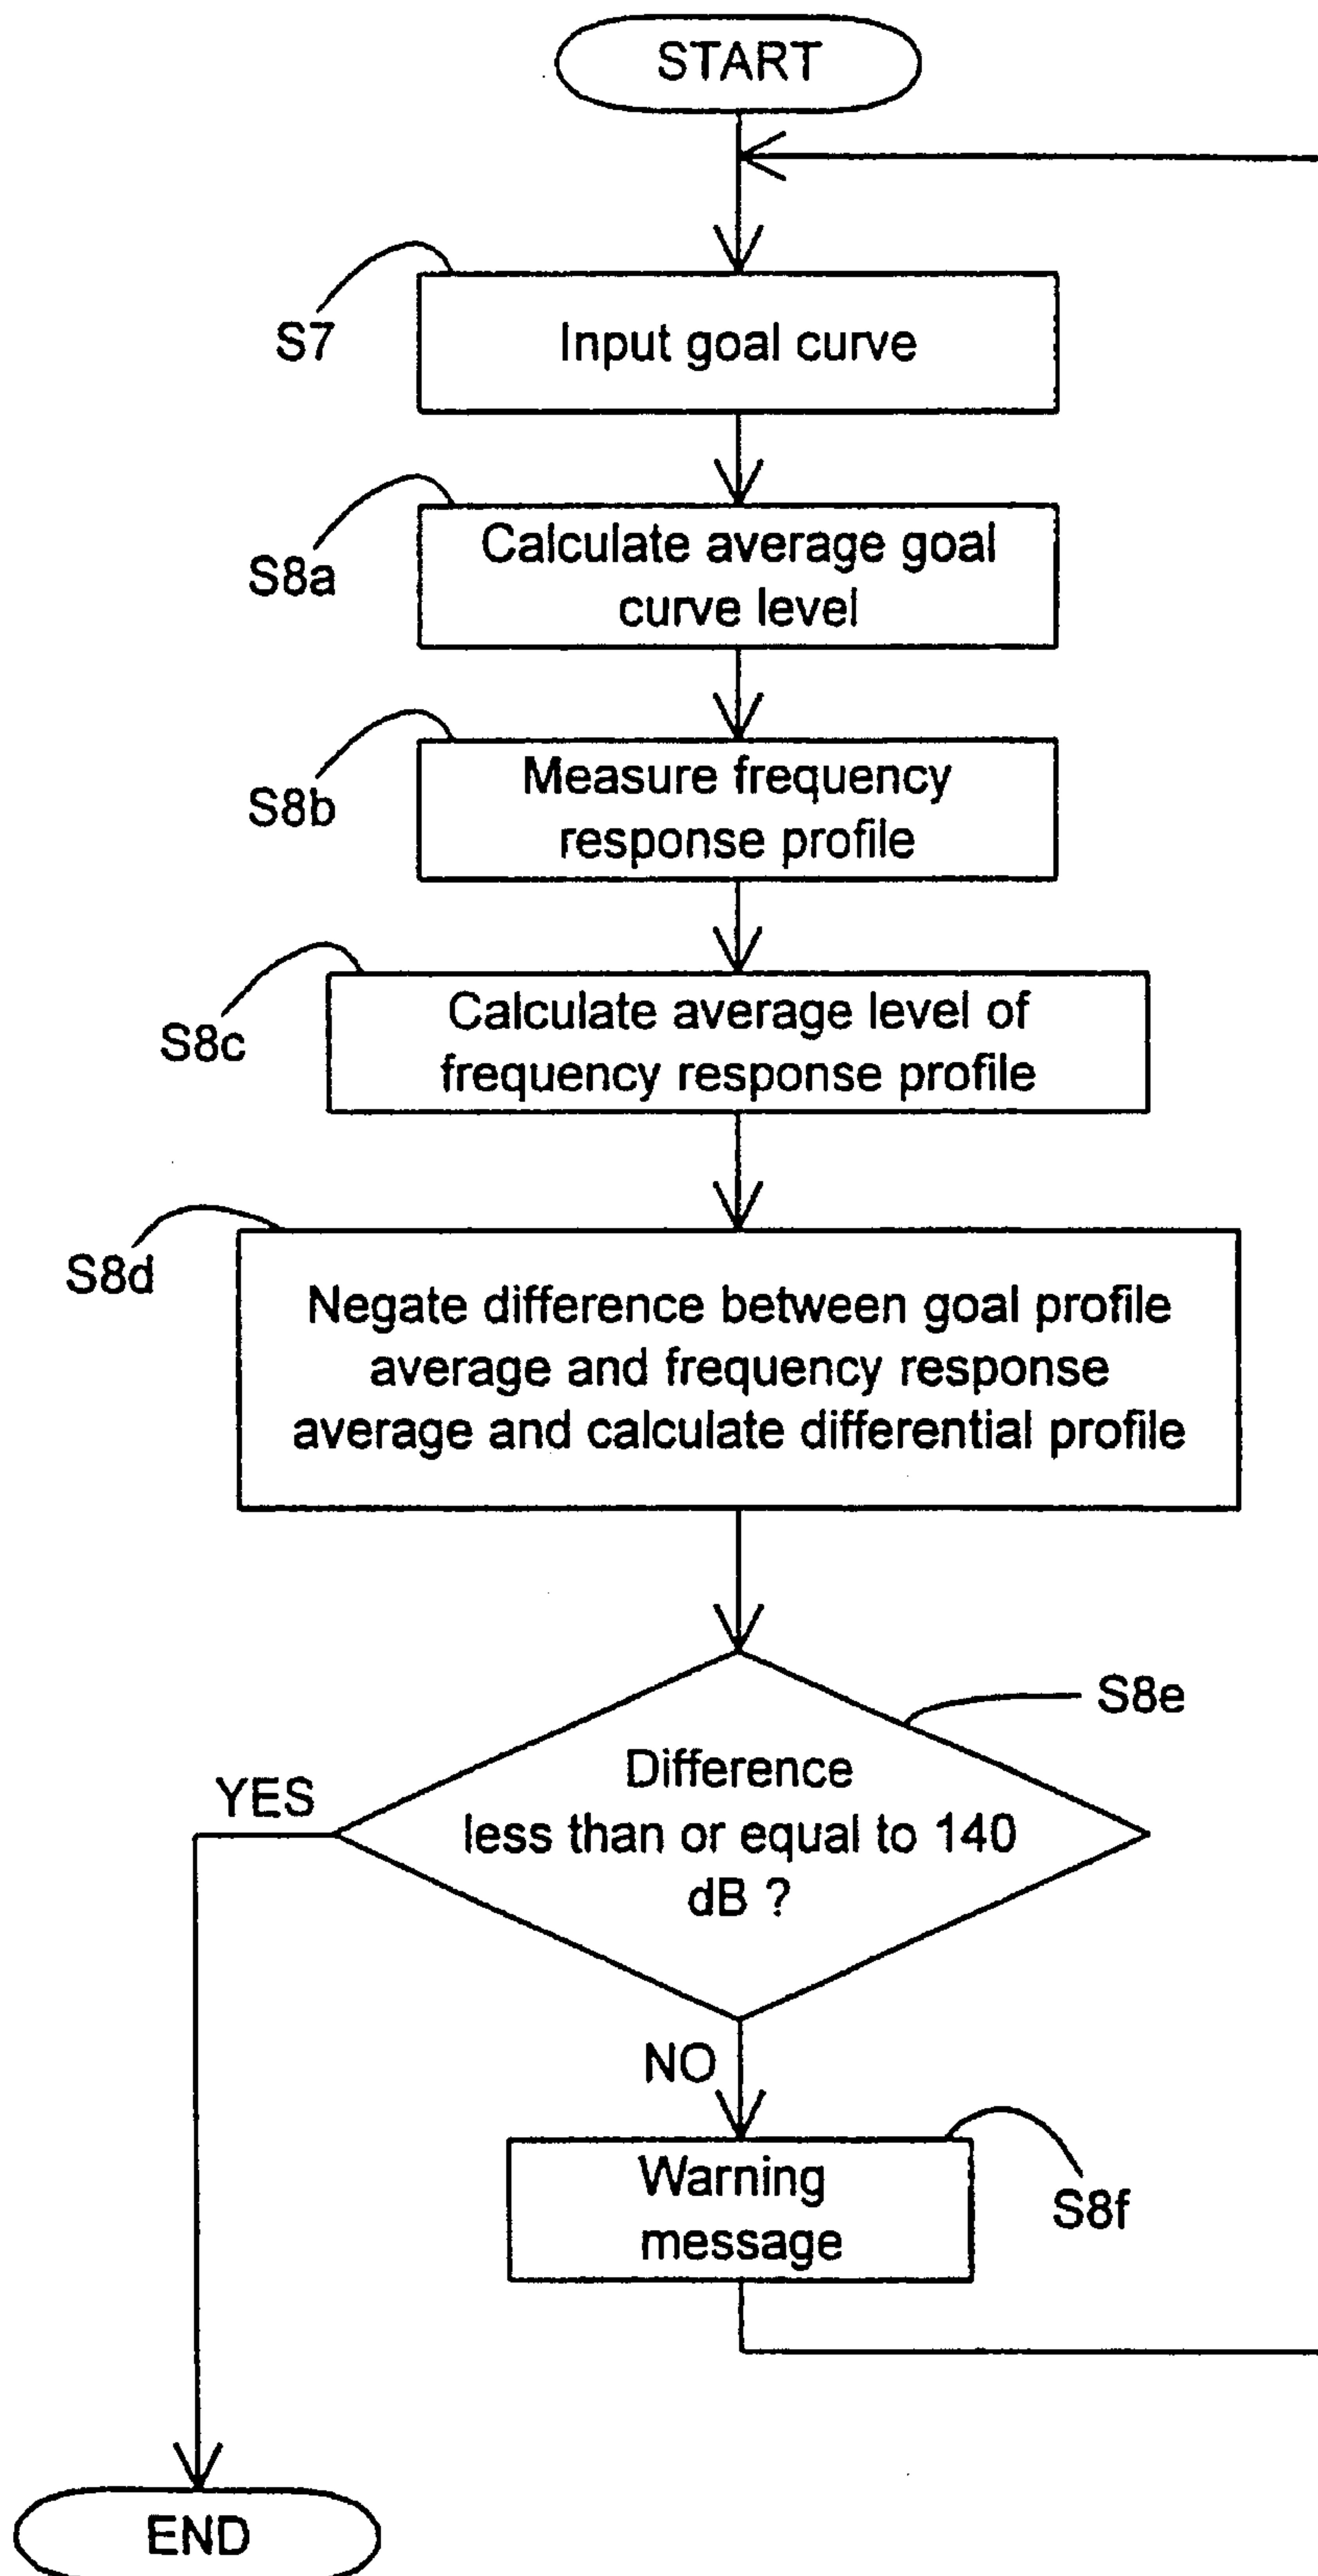 START
S7
Input goal curve
S8a
Calculate average goal
curve level
S8b
Measure frequency
response profile
S8c
Calculate average level of
frequency response profile
S8d
Negate difference between goal profile
average and frequency response
average and calculate differential profile
S8e
Difference
less than or equal to 140
dB ?
YES
NO
Warning
message
S8f
END